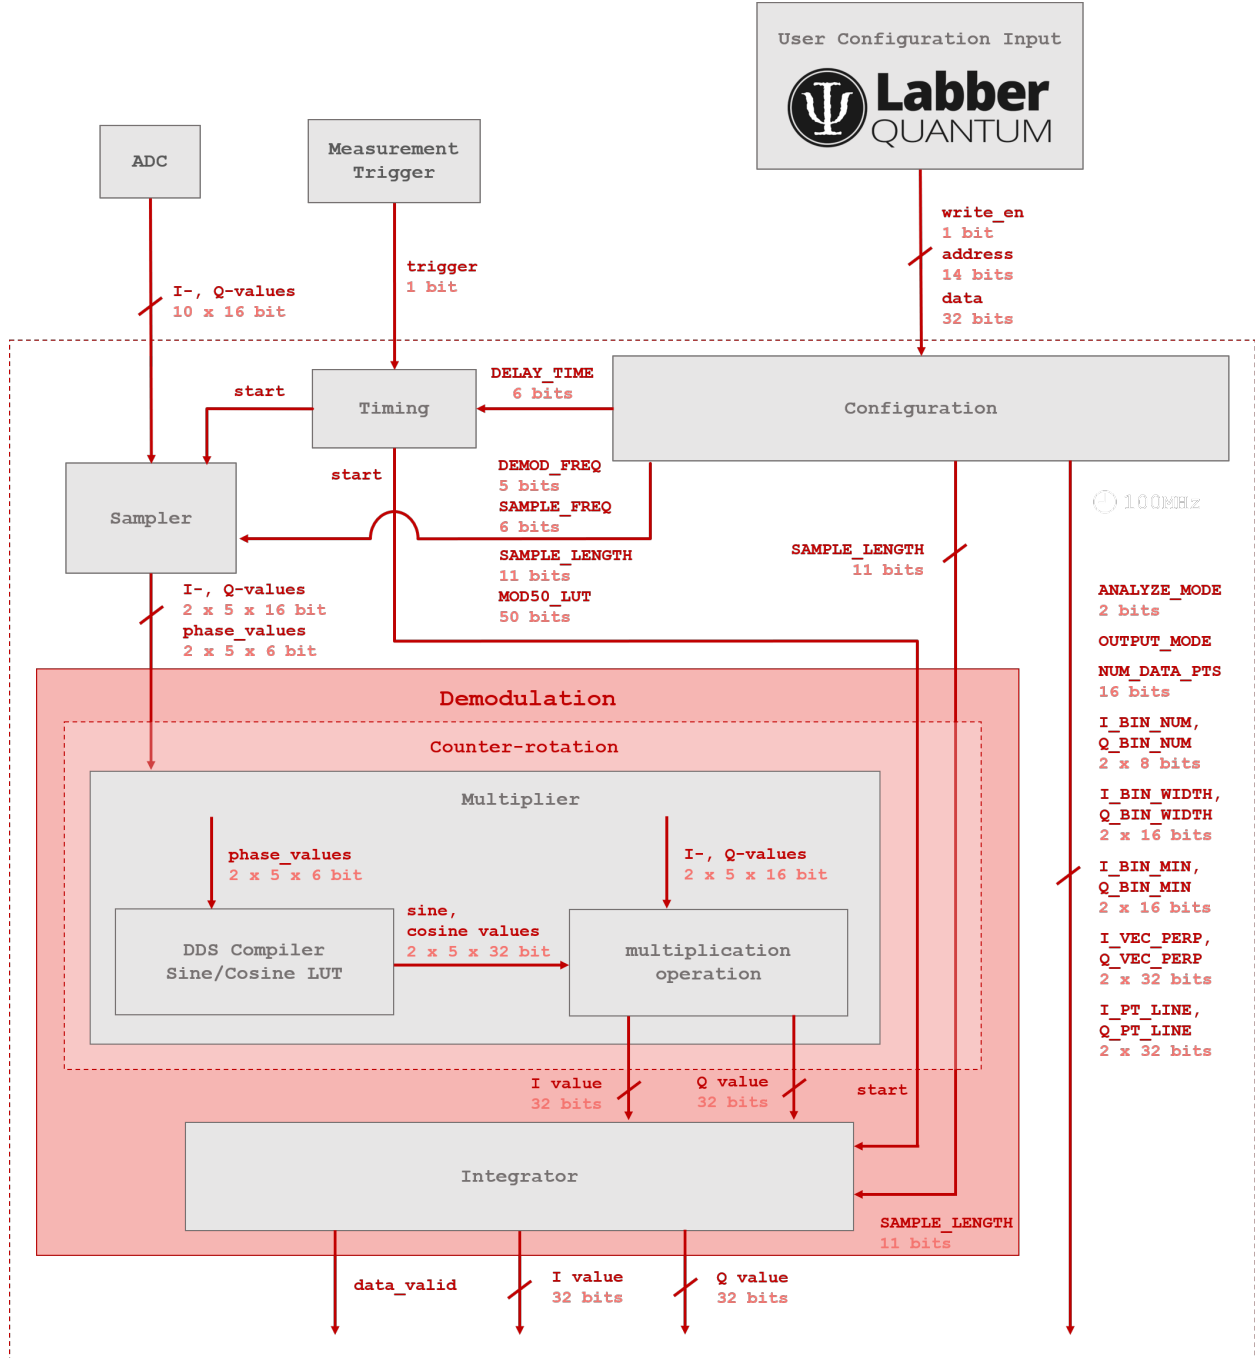 User Configuration Input
Labber
QUANTUM
ADC
Measurement
Trigger
write_en
1 bit
address
14 bits
data
32 bits
trigger
1 bit
I-, Q-values
10 x 16 bit
start
Timing
DELAY_TIME
6 bits
Configuration
start
DEMOD_FREQ
5 bits
SAMPLE_FREQ
6 bits
SAMPLE_LENGTH
11 bits
MOD50_LUT
50 bits
Sampler
100MHz
SAMPLE_LENGTH
11 bits
I-, Q-values
2 x 5 x 16 bit
phase_values
2 x 5 x 6 bit
ANALYZE_MODE
2 bits
OUTPUT_MODE
NUM_DATA_PTS
16 bits
I_BIN_NUM,
Q_BIN_NUM
2 x 8 bits
I_BIN_WIDTH,
Q_BIN_WIDTH
2 x 16 bits
I_BIN_MIN,
Q_BIN_MIN
2 x 16 bits
I_VEC_PERP,
Q_VEC_PERP
2 x 32 bits
I_PT_LINE,
Q_PT_LINE
2 x 32 bits
Demodulation
Counter-rotation
Multiplier
phase_values
2 x 5 x 6 bit
I-, Q-values
2 x 5 x 16 bit
DDS Compiler
Sine/Cosine LUT
sine,
cosine values
2 x 5 x 32 bit
multiplication
operation
I value
32 bits
Q value
32 bits
start
Integrator
SAMPLE_LENGTH
11 bits
data_valid
I value
32 bits
Q value
32 bits